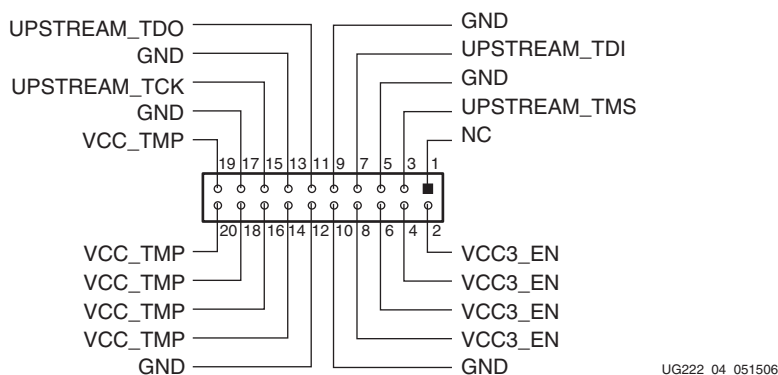 UPSTREAM_TDO
GND
UPSTREAM_TCK
GND
VCC_TMP
GND
UPSTREAM_TDI
GND
UPSTREAM_TMS
NC
19 17 15 13 11 9 7 5 3 1
20 18 16 14 12 10 8 6 4 2
VCC_TMP
VCC_TMP
VCC_TMP
VCC_TMP
GND
VCC3_EN
VCC3_EN
VCC3_EN
VCC3_EN
GND
UG222_04_051506